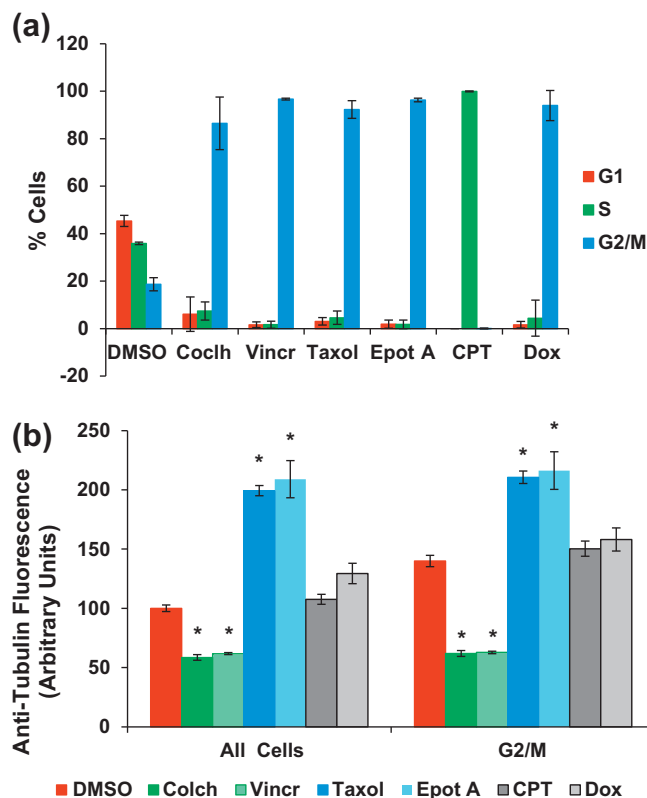 (a)
120
100
80
60
40
20
0
-20
% Cells
DMSO Coclh Vincr Taxol Epot A CPT Dox
G1
S
G2/M
(b)
250
200
150
100
50
0
Anti-Tubulin Fluorescence
(Arbitrary Units)
* * * * * * * *
All Cells G2/M
DMSO Colch Vincr Taxol Epot A CPT Dox